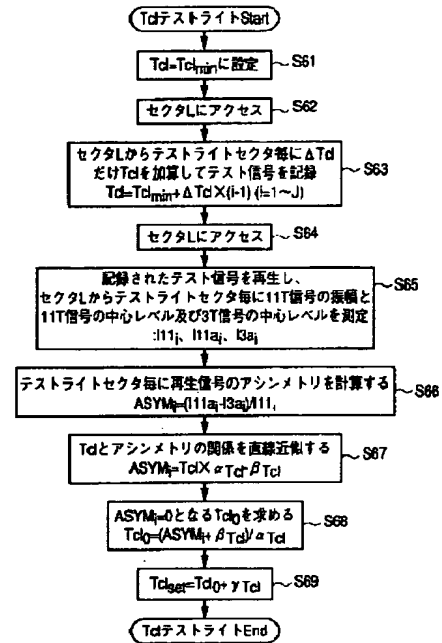 TclテストライトStart
Tcl=Tclminに設定
S61
セクタLにアクセス
S62
セクタLからテストライトセクタ毎にΔTcl
だけTclを加算してテスト信号を記録
Tcl=Tclmin+ΔTcl×(i-1) (i=1~J)
S63
セクタLにアクセス
S64
記録されたテスト信号を再生し、
セクタLからテストライトセクタ毎に11T信号の振幅と
11T信号の中心レベル及び3T信号の中心レベルを測定
:I11i、I11ai、I3ai
S65
テストライトセクタ毎に再生信号のアシンメトリを計算する
ASYMi=(I11ai-I3ai)/I11i
S66
Tclとアシンメトリの関係を直線近似する
ASYMi=Tcl×αTcl-βTcl
S67
ASYMi=0となるTcl0を求める
Tcl0=(ASYMi+βTcl)/αTcl
S68
Tclset=Tcl0+γTcl
S69
TclテストライトEnd